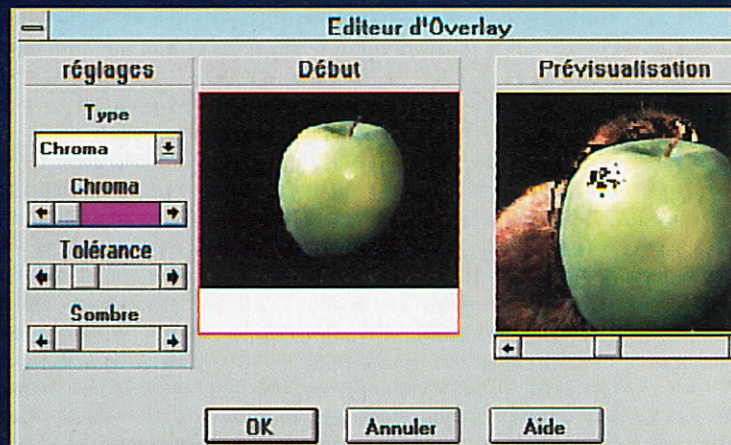 Editeur d'Overlay
réglages
Type
Chroma
Chroma
Tolérance
Sombre
Début
Prévisualisation
OK
Annuler
Aide